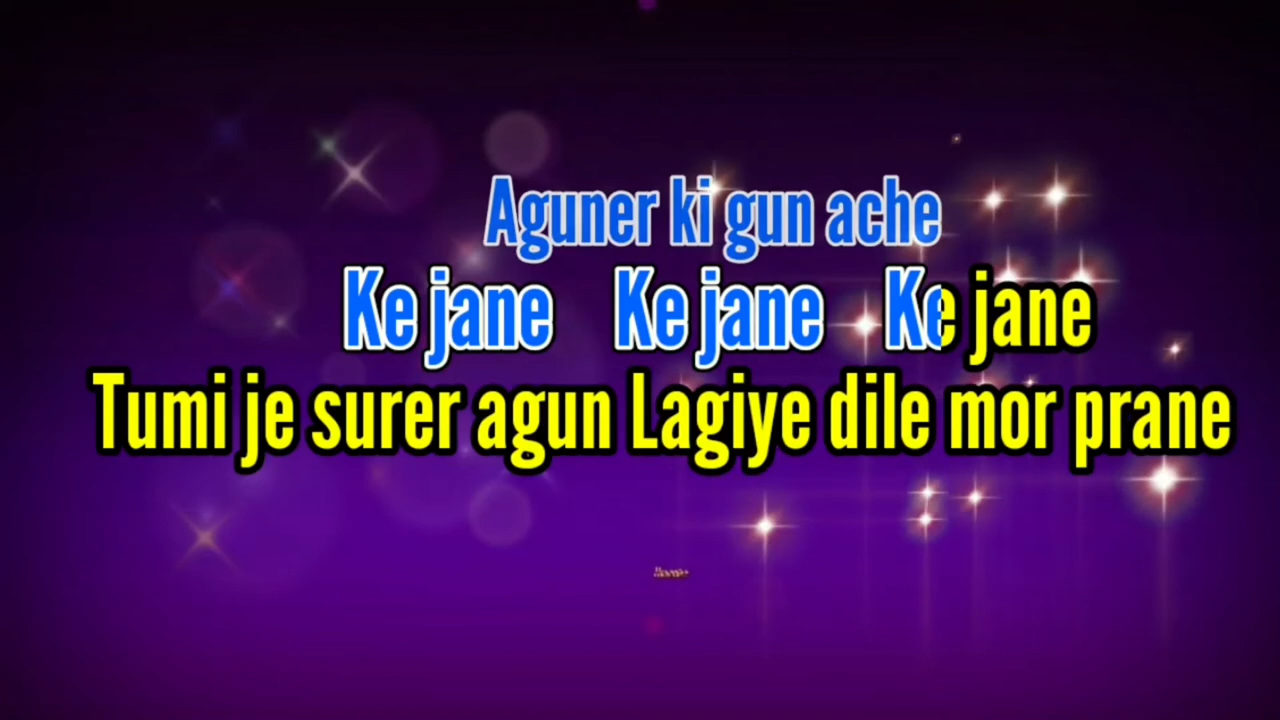 Aguner ki gun ache
Ke jane Ke jane Ke jane
Tumi je surer agun Lagiye dile mor prane